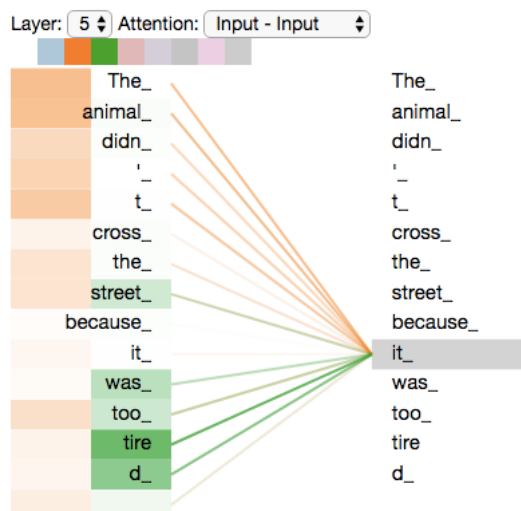 Layer: 5 Attention: Input - Input
The_ The_
animal_ animal_
didn_ didn_
'_ '_
t_ t_
cross_ cross_
the_ the_
street_ street_
because_ because_
it_ it_
was_ was_
too_ too_
tire tire
d_ d_